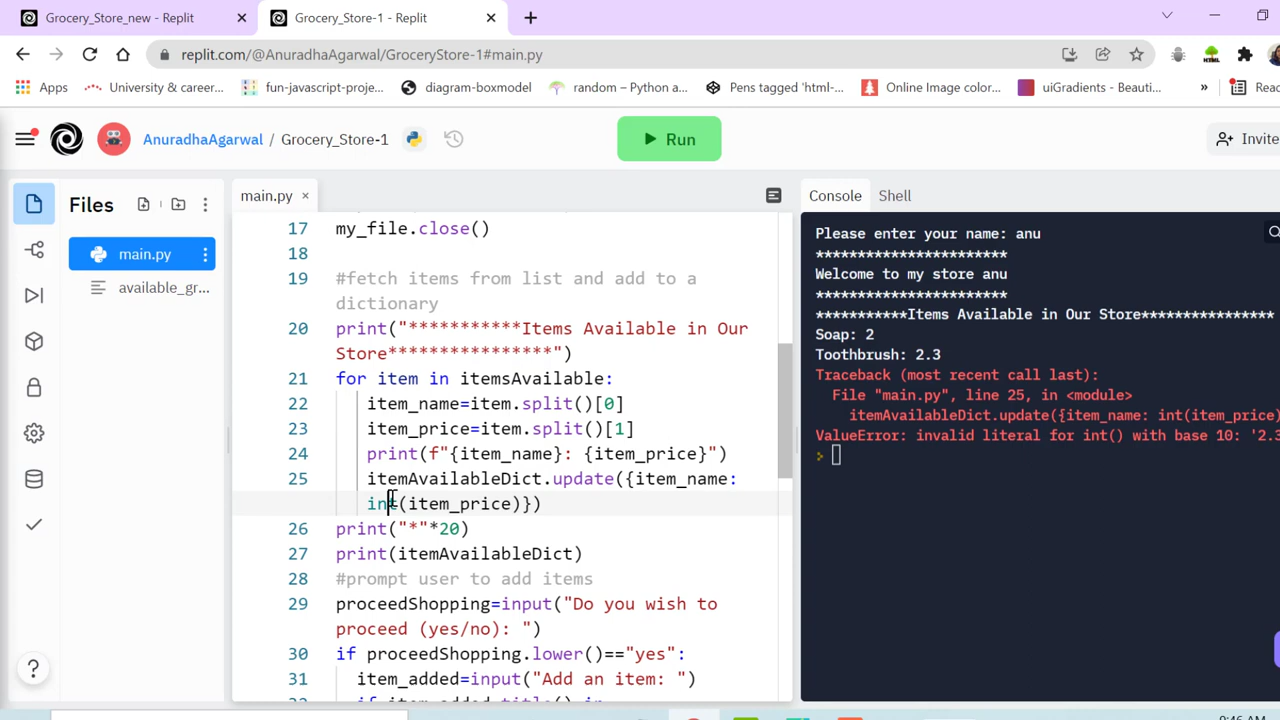 Grocery_Store_new - Replit
Grocery_Store-1 - Replit
replit.com/@AnuradhaAgarwal/GroceryStore-1#main.py
Apps
University & career...
fun-javascript-proje...
diagram-boxmodel
random – Python a...
Pens tagged 'html-...
Online Image color...
uiGradients - Beauti...
»
AnuradhaAgarwal / Grocery_Store-1
Run
Invite
Files
main.py
available_gr...
main.py
17 my_file.close()
18
19 #fetch items from list and add to a
dictionary
20 print("***********Items Available in Our
Store****************")
21 for item in itemsAvailable:
22 item_name=item.split()[0]
23 item_price=item.split()[1]
24 print(f"{item_name}: {item_price}")
25 itemAvailableDict.update({item_name:
int(item_price)})
26 print("*"*20)
27 print(itemAvailableDict)
28 #prompt user to add items
29 proceedShopping=input("Do you wish to
proceed (yes/no): ")
30 if proceedShopping.lower()=="yes":
31 item_added=input("Add an item: ")
Console Shell
Please enter your name: anu
***********************
Welcome to my store anu
***********************
***********Items Available in Our Store****************
Soap: 2
Toothbrush: 2.3
Traceback (most recent call last):
File "main.py", line 25, in <module>
itemAvailableDict.update({item_name: int(item_price)
ValueError: invalid literal for int() with base 10: '2.3
>
?